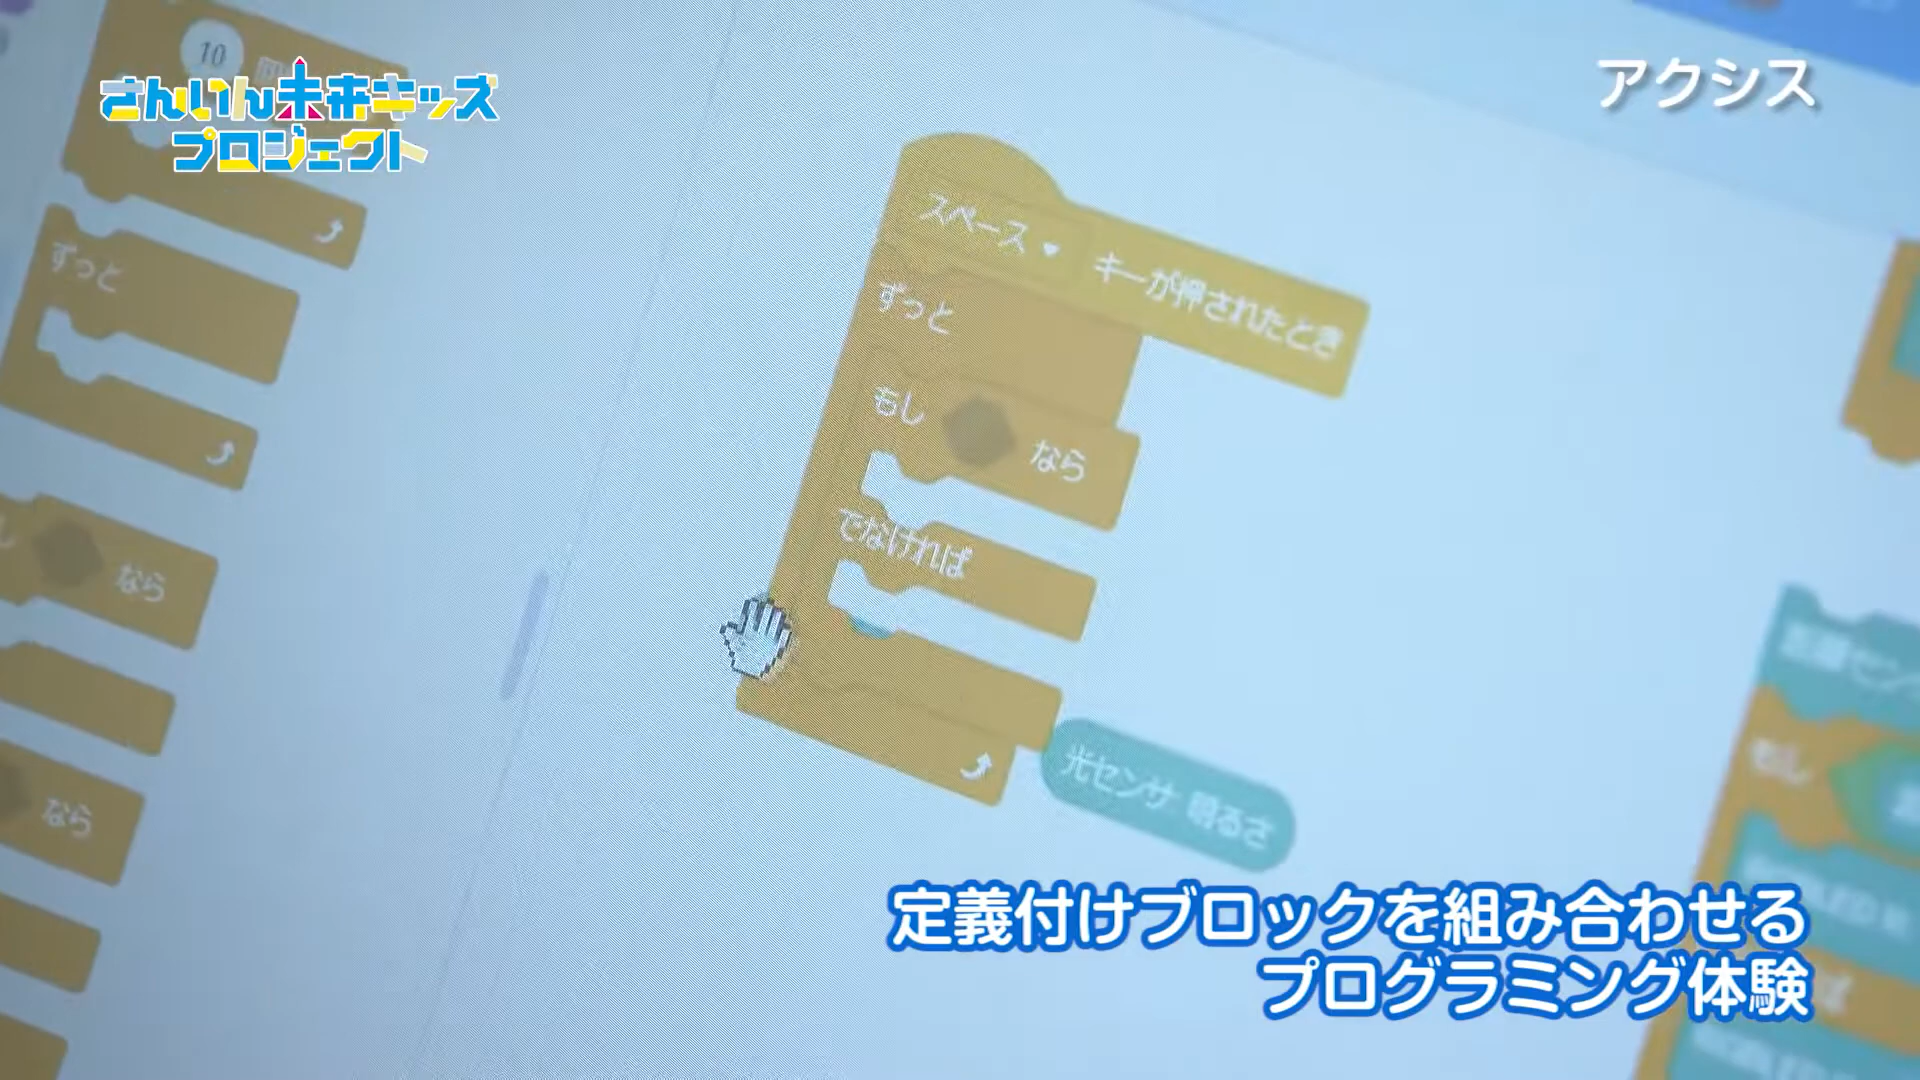 さんいん未来キッズ
プロジェクト
アクシス
10
ずっと
なら
なら
スペース キーが押されたとき
ずっと
もし なら
でなければ
光センサ 明るさ
もし
定義付けブロックを組み合わせる
プログラミング体験